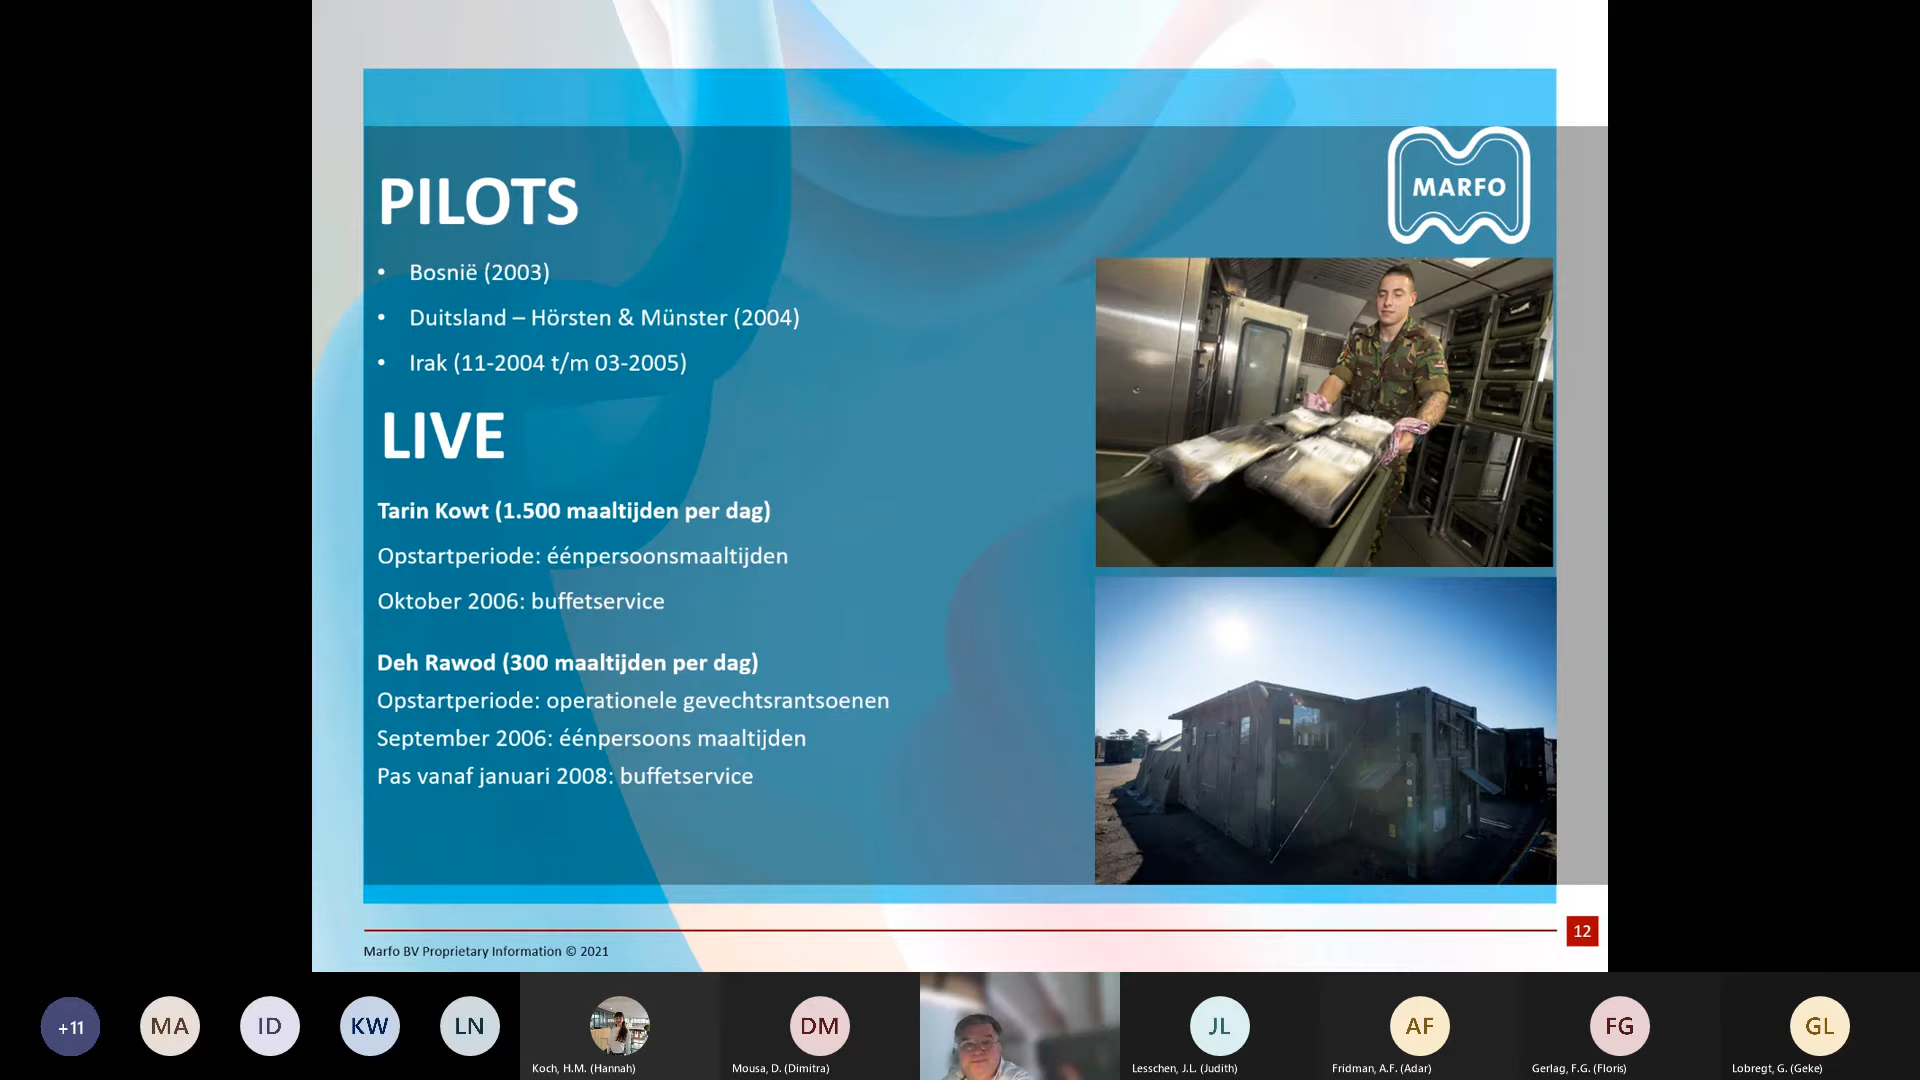 PILOTS
MARFO
• Bosnië (2003)
• Duitsland – Hörsten & Münster (2004)
• Irak (11-2004 t/m 03-2005)
LIVE
Tarin Kowt (1.500 maaltijden per dag)
Opstartperiode: éénpersoonsmaaltijden
Oktober 2006: buffetservice
Deh Rawod (300 maaltijden per dag)
Opstartperiode: operationele gevechtsrantsoenen
September 2006: éénpersoons maaltijden
Pas vanaf januari 2008: buffetservice
12
Marfo BV Proprietary Information © 2021
+11
MA
ID
KW
LN
DM
JL
AF
FG
GL
Koch, H.M. (Hannah)
Mousa, D. (Dimitra)
Lesschen, J.L. (Judith)
Fridman, A.F. (Adar)
Gerlag, F.G. (Floris)
Lobregt, G. (Geke)